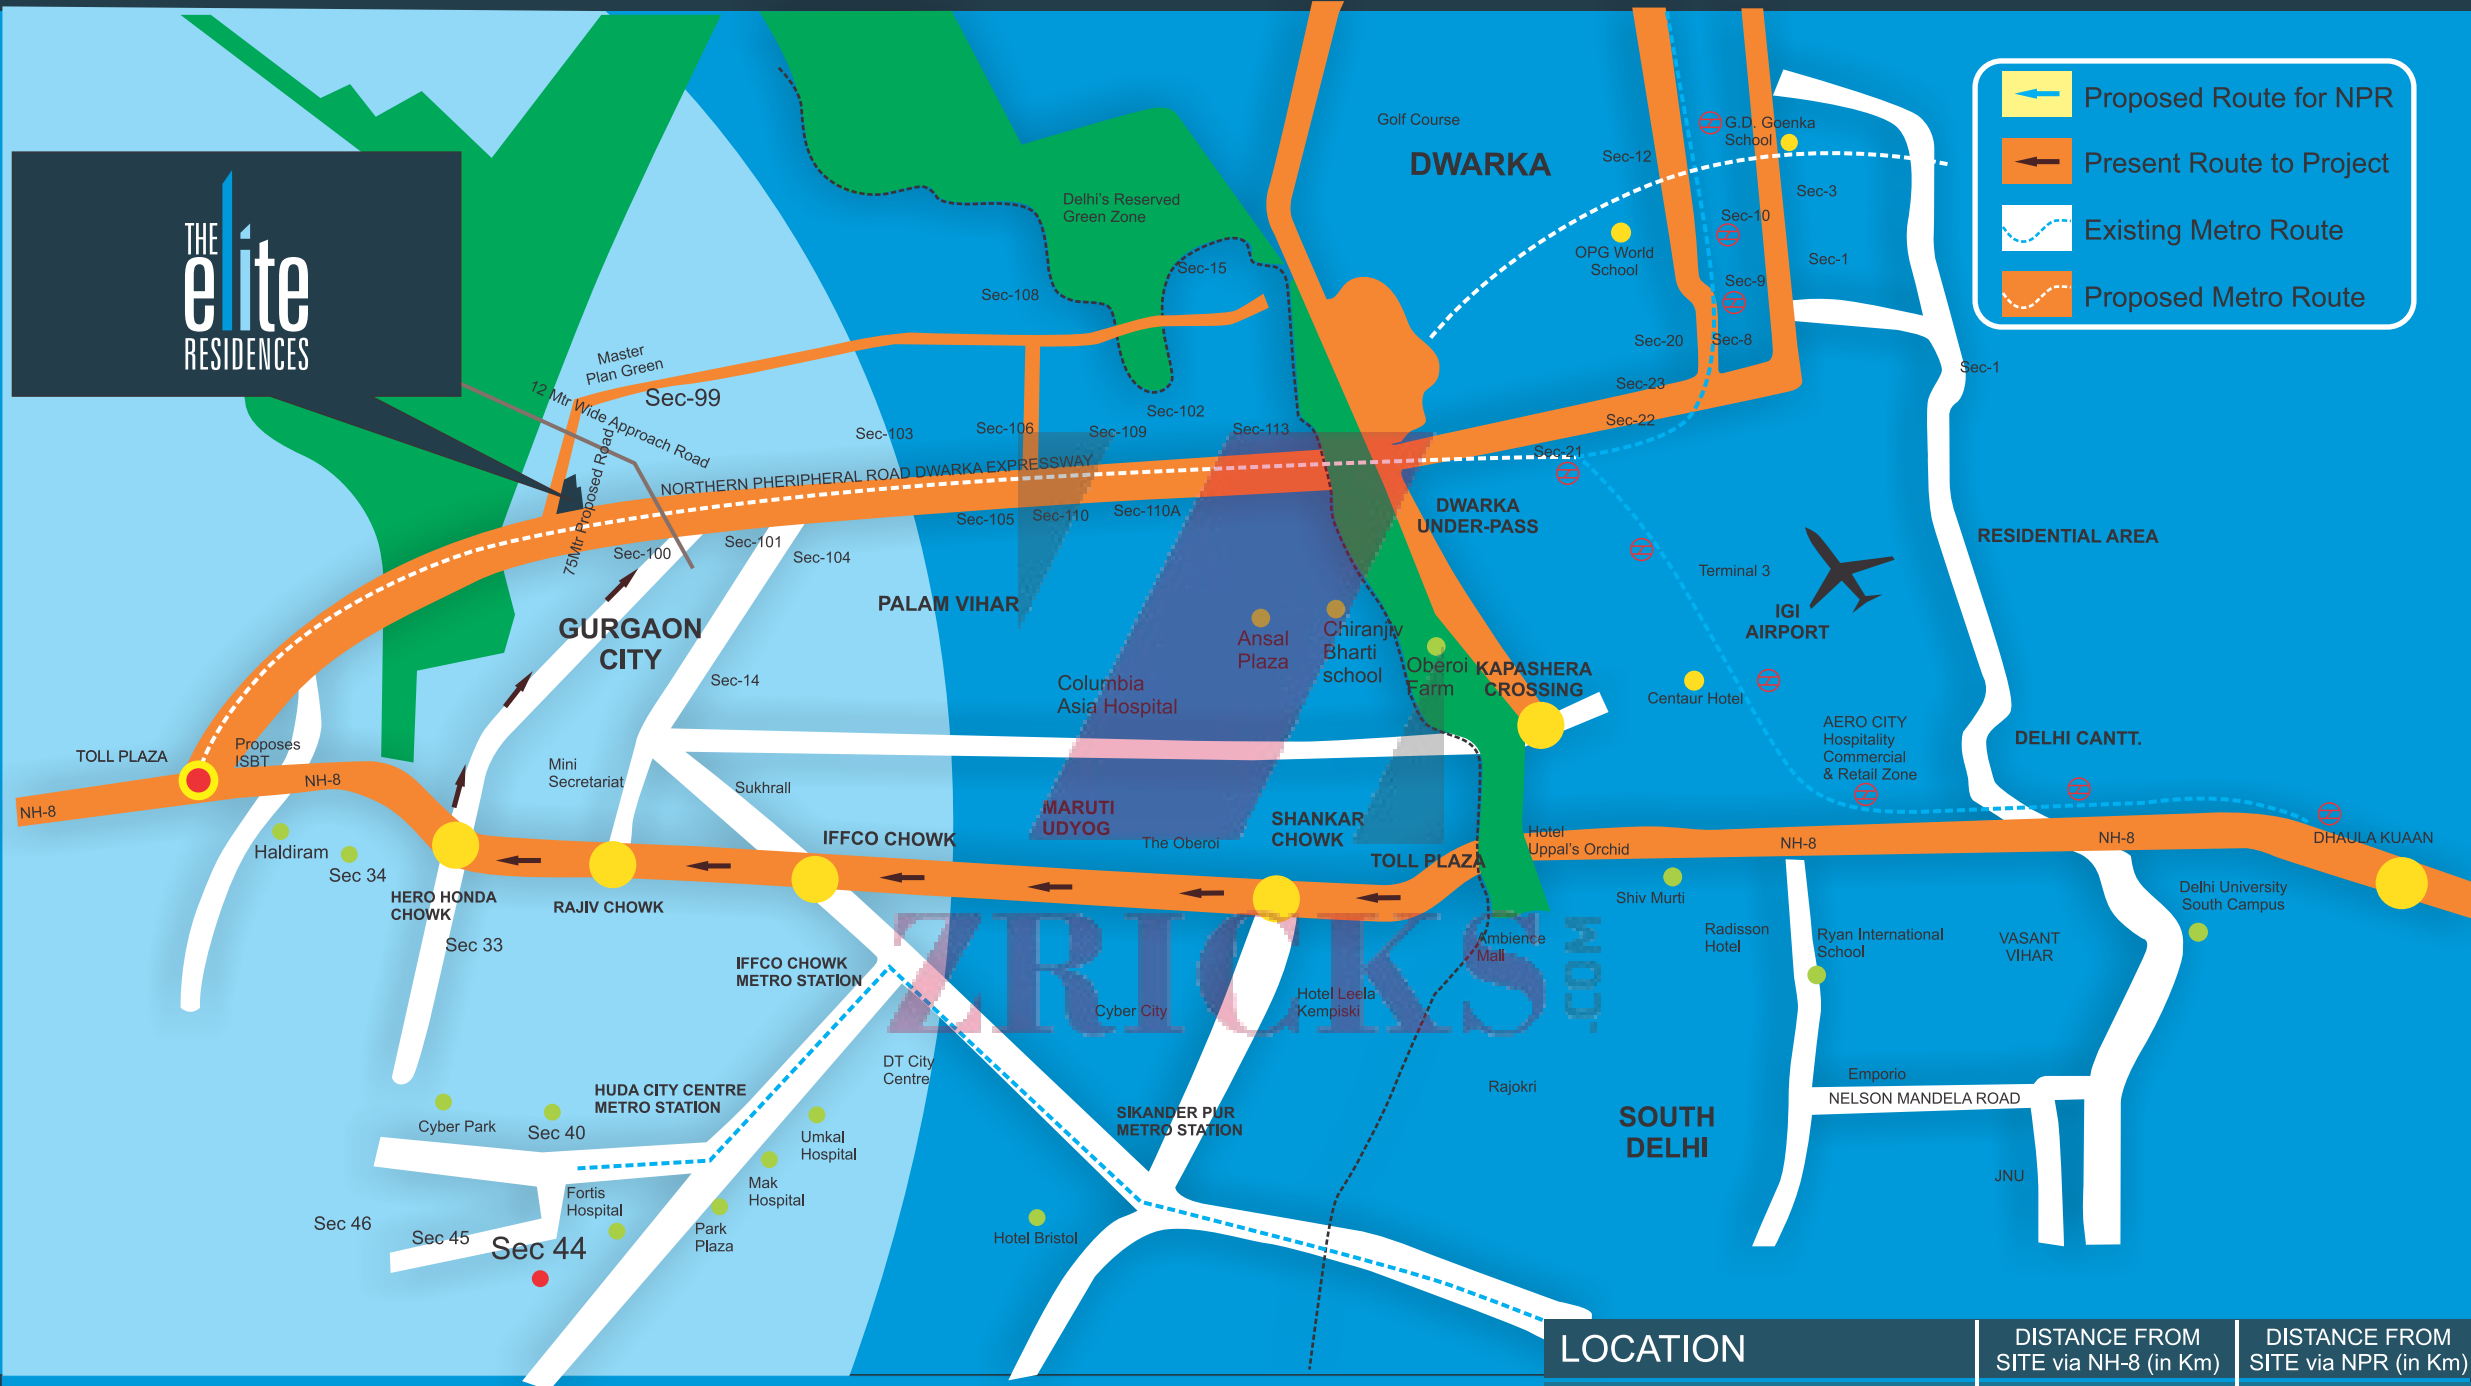 THE
elite
RESIDENCES
Proposed Route for NPR
Present Route to Project
Existing Metro Route
Proposed Metro Route
Golf Course
DWARKA
Sec-12
G.D. Goenka
School
Sec-3
Sec-10
OPG World
School
Sec-1
Sec-9
Sec-20
Sec-8
Sec-23
Sec-22
Sec-21
Sec-1
Delhi's Reserved
Green Zone
Sec-15
Sec-108
Master
Plan Green
Sec-99
12 Mtr Wide Approach Road
75Mtr Proposed Road
Sec-102
Sec-103
Sec-106
Sec-109
Sec-113
NORTHERN PHERIPHERAL ROAD DWARKA EXPRESSWAY
Sec-105
Sec-110
Sec-110A
Sec-100
Sec-101
Sec-104
DWARKA
UNDER-PASS
RESIDENTIAL AREA
Terminal 3
IGI
AIRPORT
PALAM VIHAR
GURGAON
CITY
Ansal
Plaza
Chiranjiv
Bharti
school
Oberoi
Farm
KAPASHERA
CROSSING
Centaur Hotel
Sec-14
Columbia
Asia Hospital
AERO CITY
Hospitality
Commercial
& Retail Zone
DELHI CANTT.
TOLL PLAZA
Proposes
ISBT
NH-8
NH-8
Mini
Secretariat
Sukhrall
MARUTI
UDYOG
IFFCO CHOWK
The Oberoi
SHANKAR
CHOWK
TOLL PLAZA
Hotel
Uppal's Orchid
NH-8
NH-8
DHAULA KUAAN
Haldiram
Sec 34
HERO HONDA
CHOWK
RAJIV CHOWK
Shiv Murti
Delhi University
South Campus
Sec 33
IFFCO CHOWK
METRO STATION
ZRICKS
.COM
Ambience
Mall
Radisson
Hotel
Ryan International
School
VASANT
VIHAR
Cyber City
Hotel Leela
Kempiski
DT City
Centre
Rajokri
Emporio
NELSON MANDELA ROAD
HUDA CITY CENTRE
METRO STATION
Cyber Park
Sec 40
Umkal
Hospital
SIKANDER PUR
METRO STATION
SOUTH
DELHI
JNU
Mak
Hospital
Fortis
Hospital
Park
Plaza
Sec 46
Sec 45
Sec 44
Hotel Bristol
LOCATION
DISTANCE FROM
SITE via NH-8 (in Km)
DISTANCE FROM
SITE via NPR (in Km)